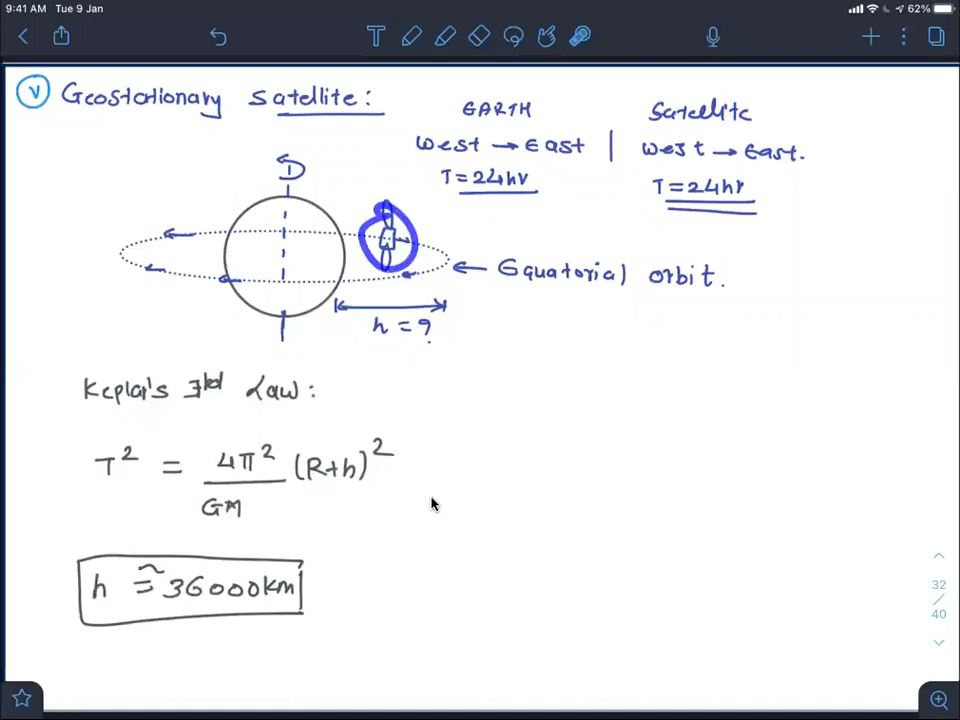 9:41 AM Tue 9 Jan
62%
V Geostationary Satellite:
EARTH
West → East
T = 24hr
Satellite
West → East.
T = 24hr
Equatorial orbit.
h = ?
Keplar's 3rd Law:
T² = 4π²/GM (R+h)²
h ≅ 36000km
32
/
40